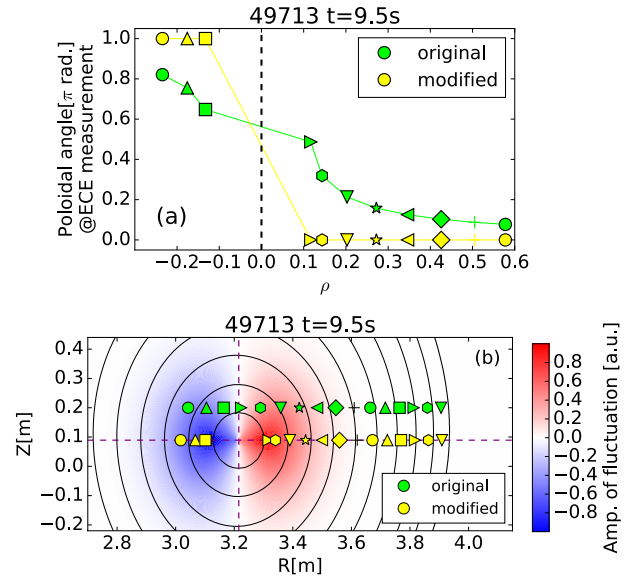 49713 t=9.5s
Poloidal angle[π rad.]
@ECE measurement
1.0
0.8
0.6
0.4
0.2
0.0
original
modified
(a)
−0.2 −0.1 0.0 0.1 0.2 0.3 0.4 0.5 0.6
ρ
49713 t=9.5s
Z[m]
0.4
0.3
0.2
0.1
0.0
−0.1
−0.2
(b)
original
modified
2.8 3.0 3.2 3.4 3.6 3.8 4.0
R[m]
0.8
0.6
0.4
0.2
0.0
−0.2
−0.4
−0.6
−0.8
Amp. of fluctuation [a.u.]